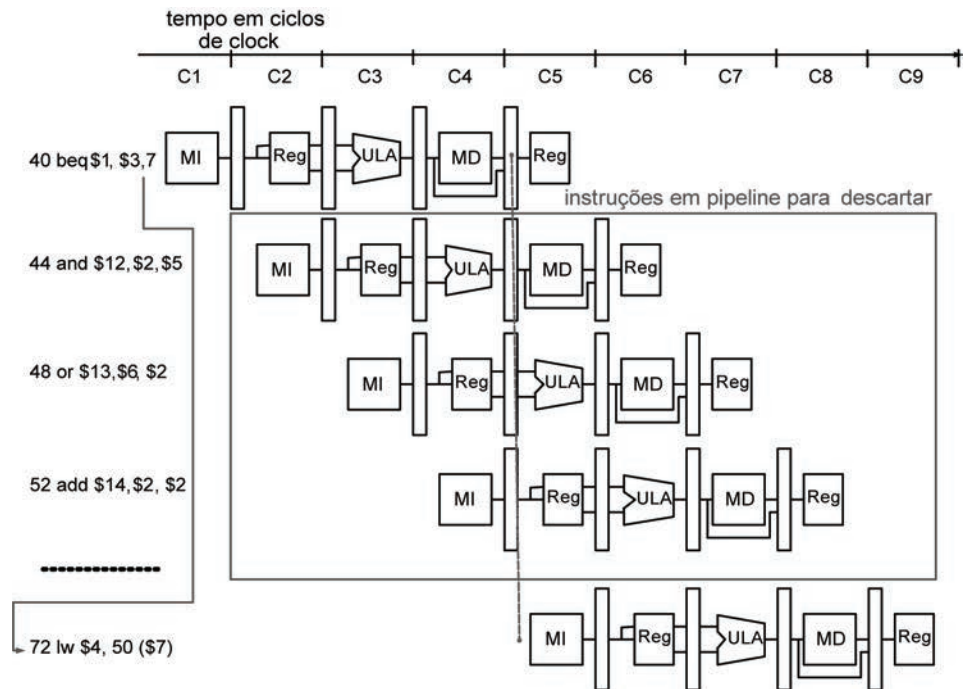 tempo em ciclos
de clock
C1 C2 C3 C4 C5 C6 C7 C8 C9
40 beq $1, $3,7
MI Reg ULA MD Reg
instruções em pipeline para descartar
44 and $12, $2, $5
MI Reg ULA MD Reg
48 or $13, $6, $2
MI Reg ULA MD Reg
52 add $14, $2, $2
MI Reg ULA MD Reg
72 lw $4, 50 ($7)
MI Reg ULA MD Reg